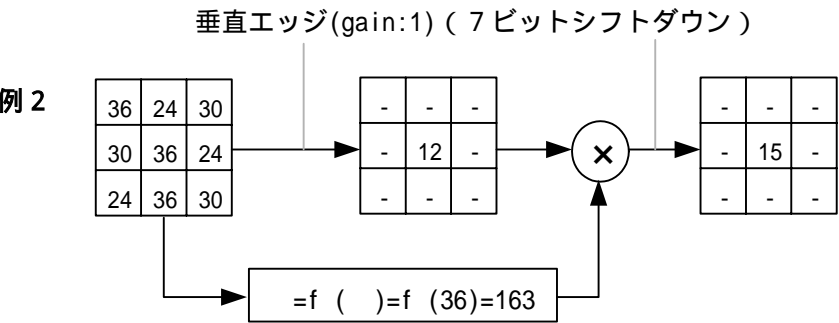 垂直エッジ(gain:1)(7ビットシフトダウン)
例2
36 24 30
30 36 24
24 36 30
- - -
- 12 -
- - -
×
- - -
- 15 -
- - -
=f ( )=f (36)=163